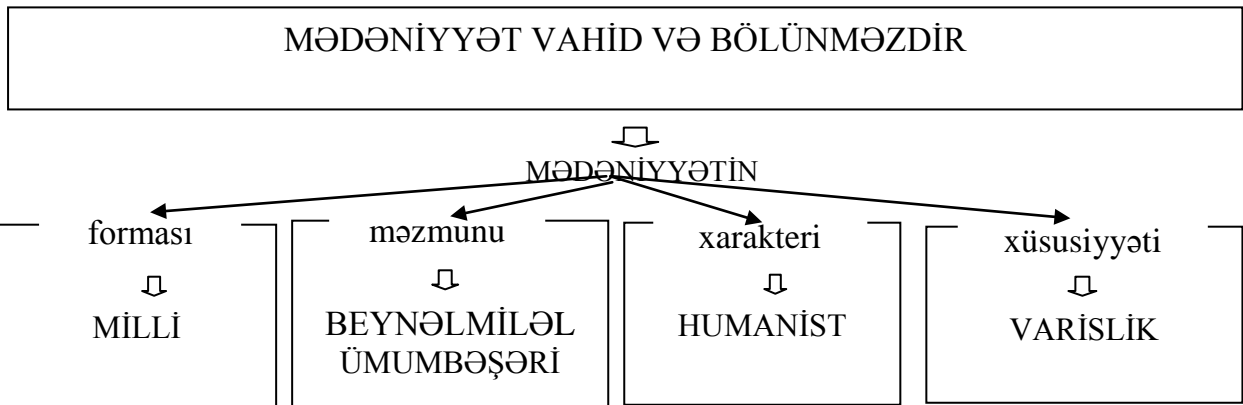 MƏDƏNİYYƏT VAHİD VƏ BÖLÜNMƏZDİR
MƏDƏNİYYƏTİN
forması
məzmunu
xarakteri
xüsusiyyəti
MİLLİ
BEYNƏLMİLƏL
ÜMUMBƏŞƏRİ
HUMANİST
VARİSLİK